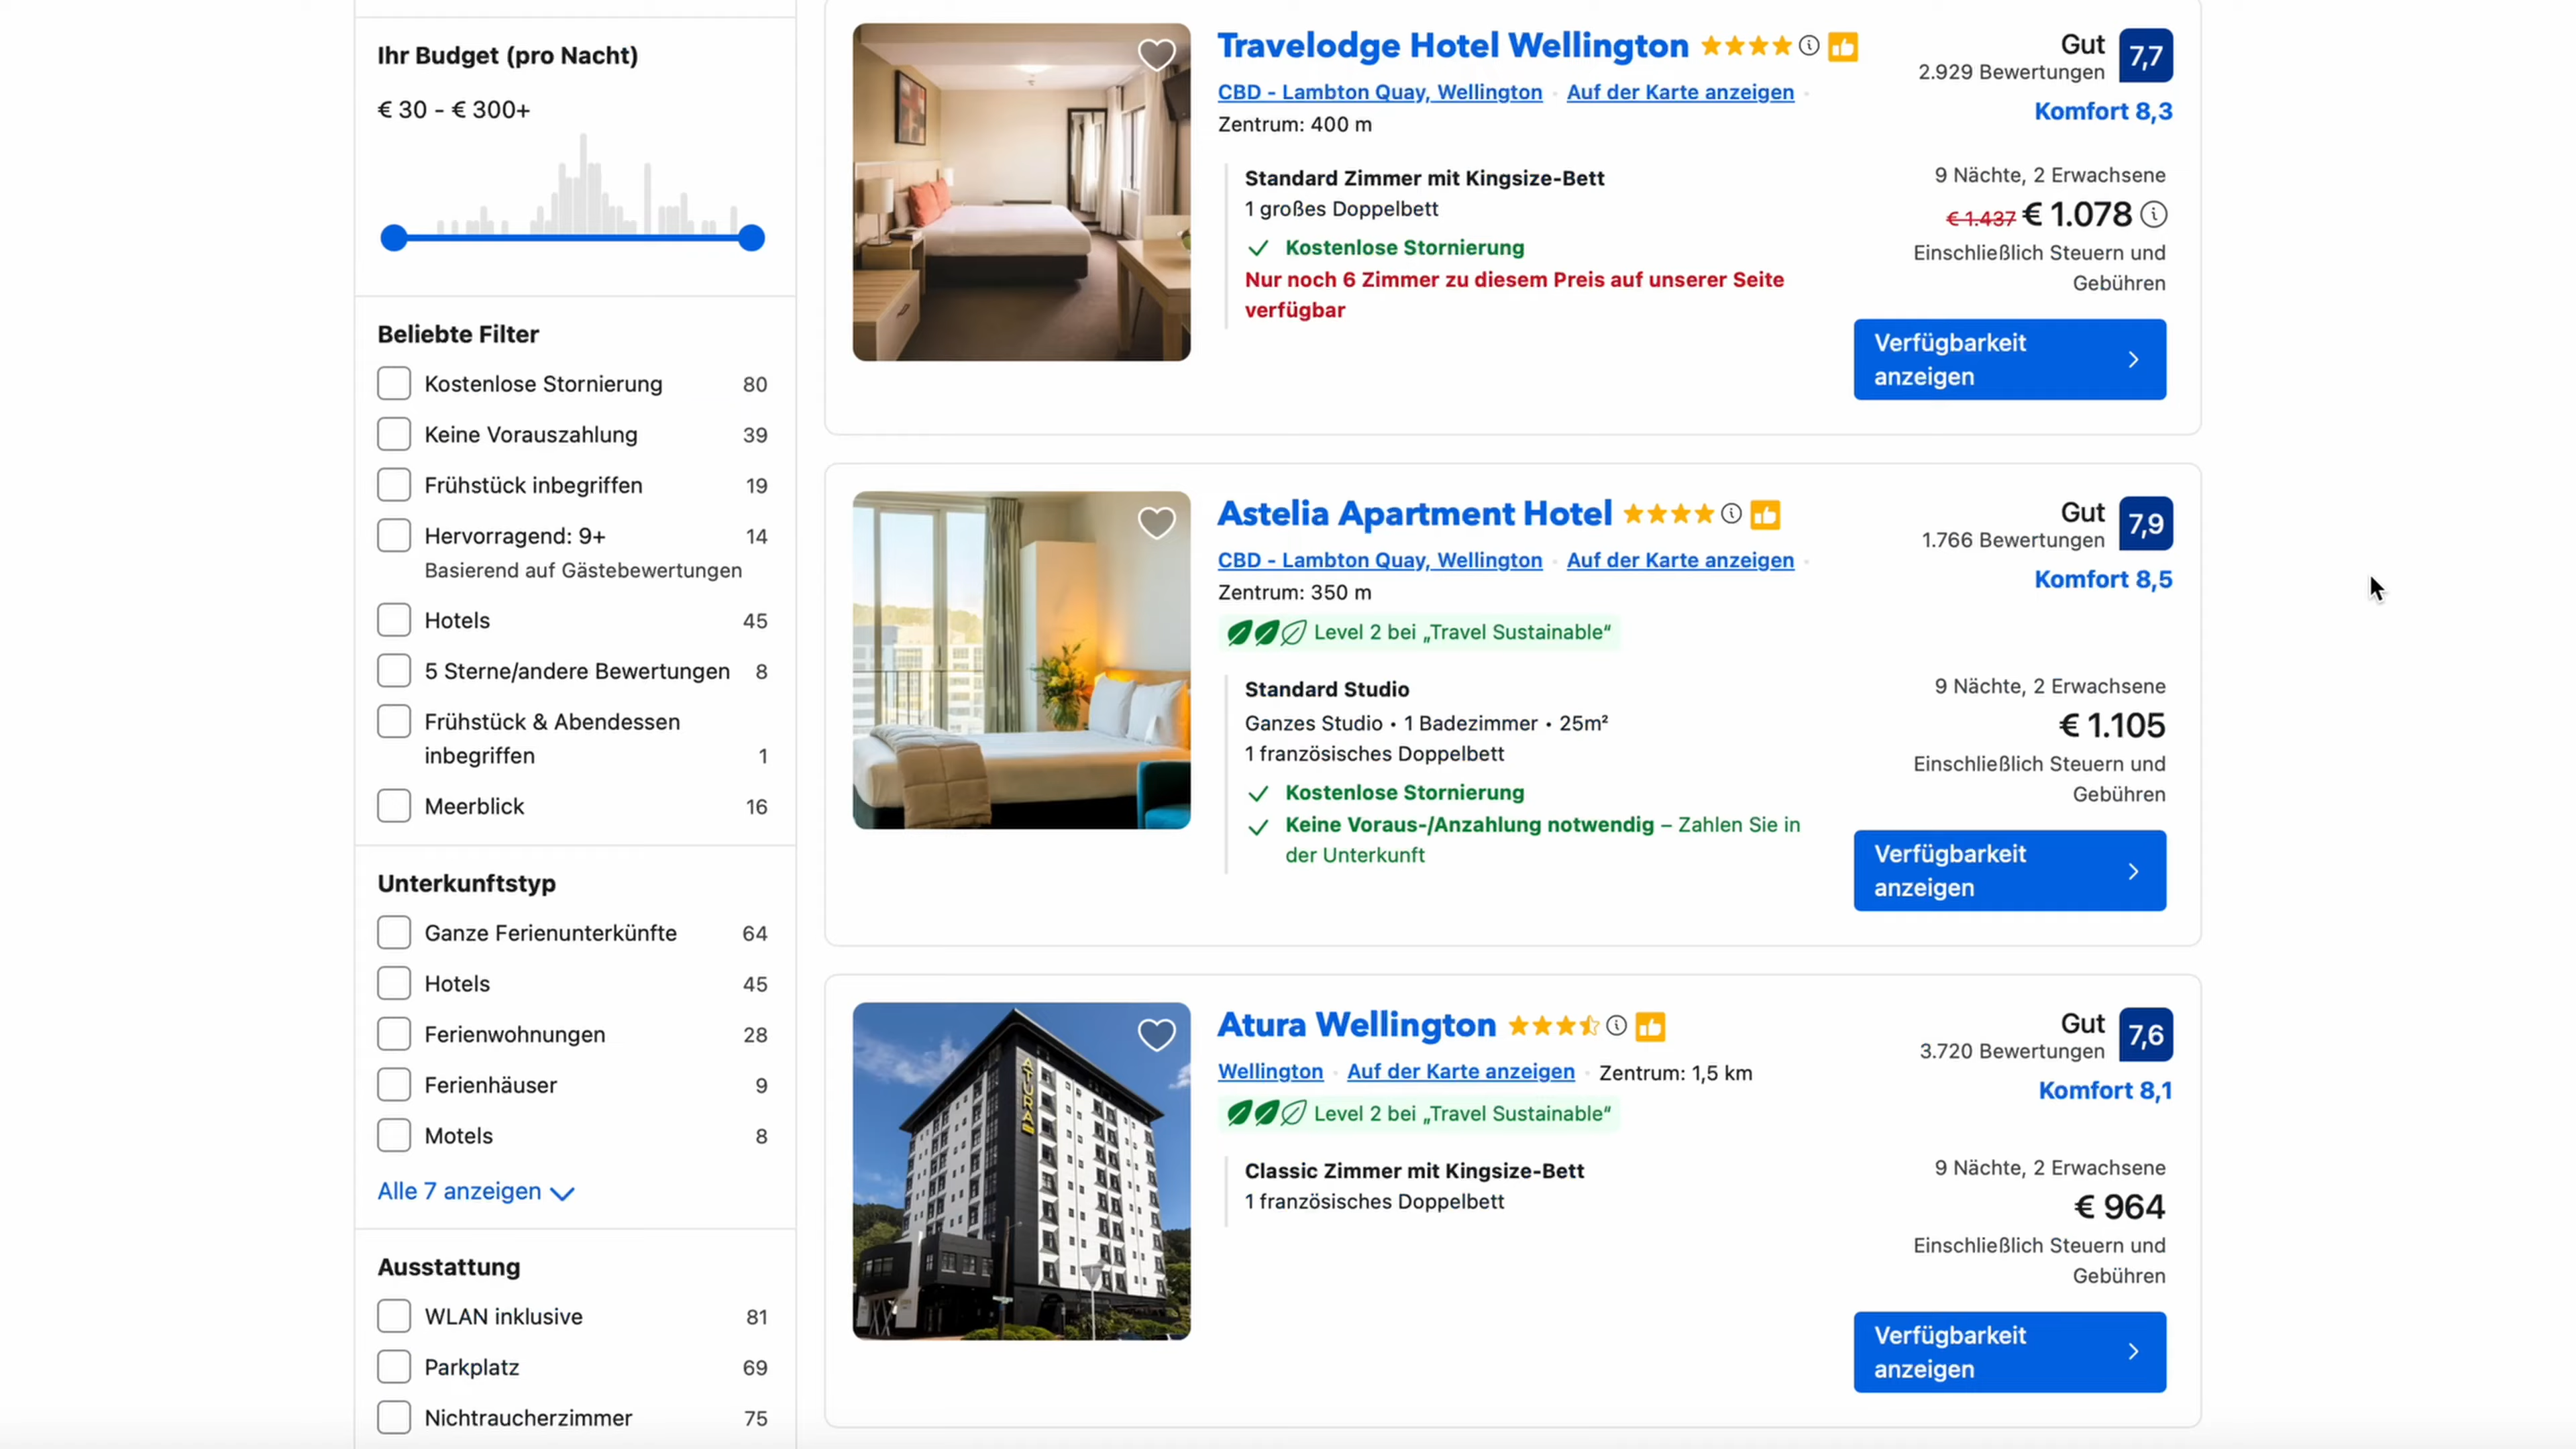 Ihr Budget (pro Nacht)
€ 30 - € 300+
Beliebte Filter
Kostenlose Stornierung 80
Keine Vorauszahlung 39
Frühstück inbegriffen 19
Hervorragend: 9+ 14
Basierend auf Gästebewertungen
Hotels 45
5 Sterne/andere Bewertungen 8
Frühstück & Abendessen
inbegriffen 1
Meerblick 16
Unterkunftstyp
Ganze Ferienunterkünfte 64
Hotels 45
Ferienwohnungen 28
Ferienhäuser 9
Motels 8
Alle 7 anzeigen
Ausstattung
WLAN inklusive 81
Parkplatz 69
Nichtraucherzimmer 75
Travelodge Hotel Wellington
CBD - Lambton Quay, Wellington Auf der Karte anzeigen
Zentrum: 400 m
Standard Zimmer mit Kingsize-Bett
1 großes Doppelbett
Kostenlose Stornierung
Nur noch 6 Zimmer zu diesem Preis auf unserer Seite
verfügbar
Gut 7,7
2.929 Bewertungen
Komfort 8,3
9 Nächte, 2 Erwachsene
€ 1.437 € 1.078
Einschließlich Steuern und
Gebühren
Verfügbarkeit
anzeigen
Astelia Apartment Hotel
CBD - Lambton Quay, Wellington Auf der Karte anzeigen
Zentrum: 350 m
Level 2 bei „Travel Sustainable“
Standard Studio
Ganzes Studio • 1 Badezimmer • 25m²
1 französisches Doppelbett
Kostenlose Stornierung
Keine Voraus-/Anzahlung notwendig – Zahlen Sie in
der Unterkunft
Gut 7,9
1.766 Bewertungen
Komfort 8,5
9 Nächte, 2 Erwachsene
€ 1.105
Einschließlich Steuern und
Gebühren
Verfügbarkeit
anzeigen
ATURA
Atura Wellington
Wellington Auf der Karte anzeigen Zentrum: 1,5 km
Level 2 bei „Travel Sustainable“
Classic Zimmer mit Kingsize-Bett
1 französisches Doppelbett
Gut 7,6
3.720 Bewertungen
Komfort 8,1
9 Nächte, 2 Erwachsene
€ 964
Einschließlich Steuern und
Gebühren
Verfügbarkeit
anzeigen